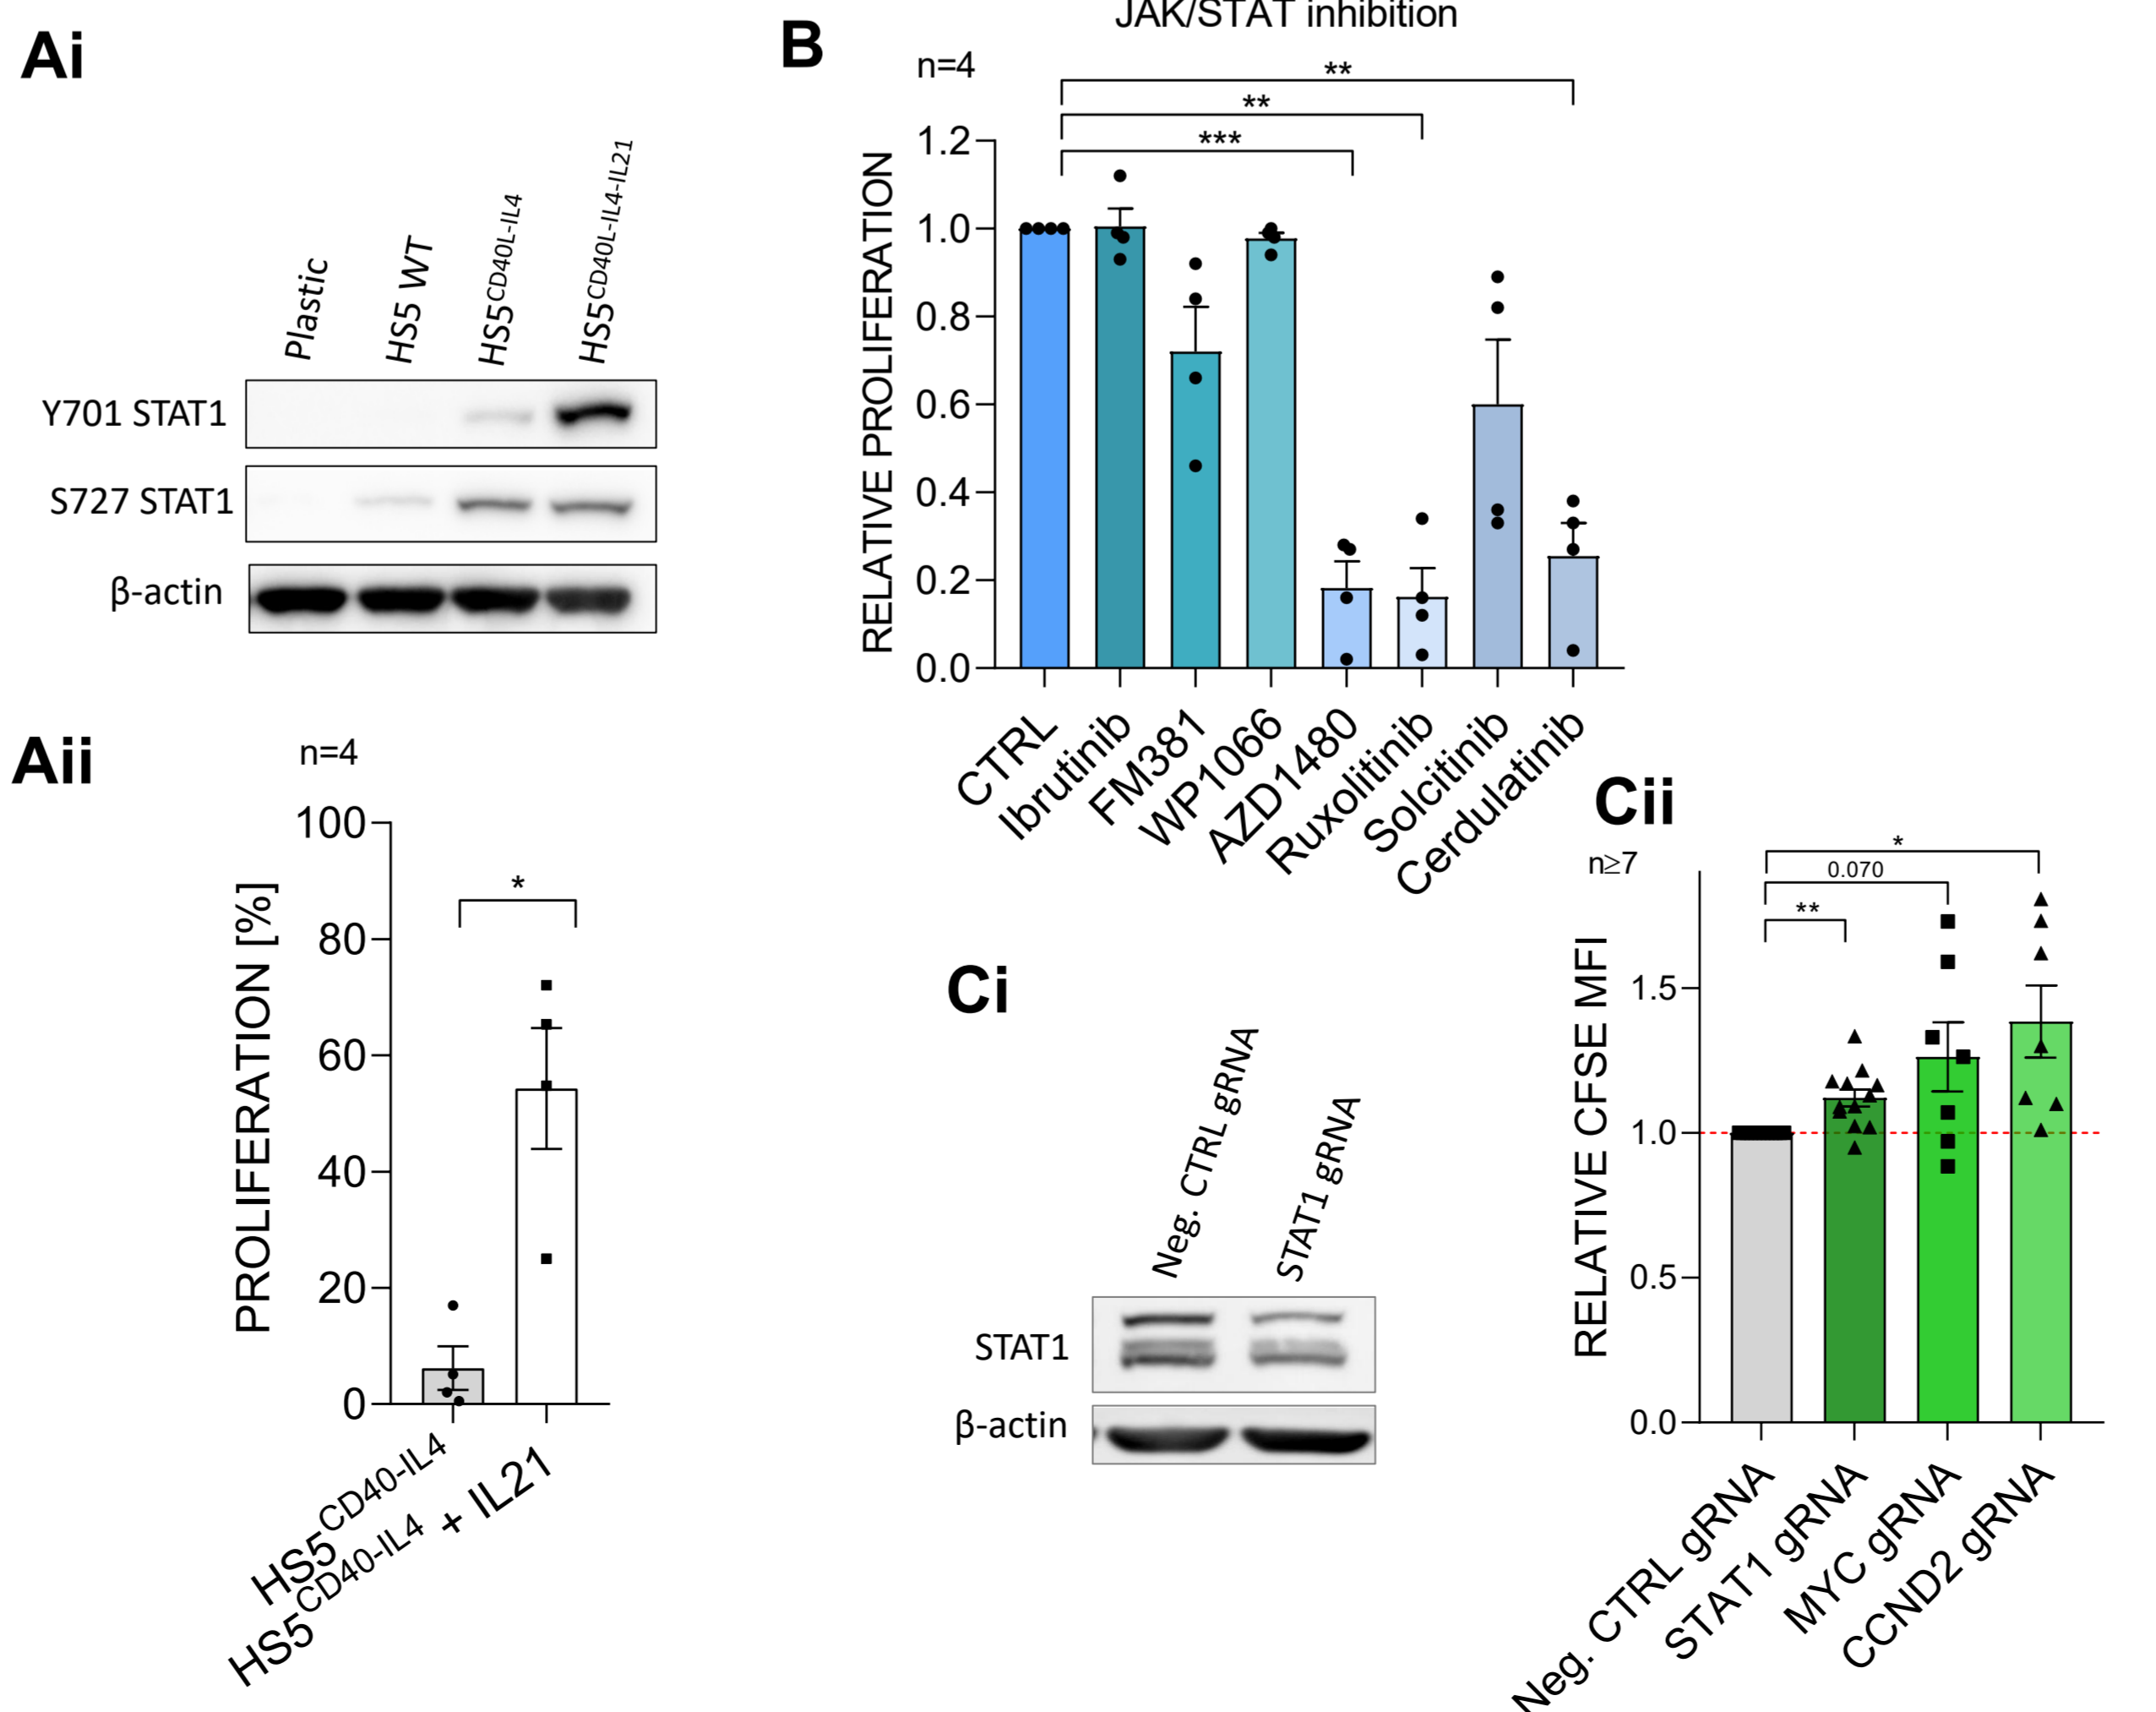 Ai
Plastic
HS5 WT
HS5CD40L-IL4
HS5CD40L-IL4-IL21
Y701 STAT1
S727 STAT1
β-actin
Aii
n=4
PROLIFERATION [%]
100
80
60
40
20
0
*
HS5CD40-IL4
HS5CD40-IL4 + IL21
B
JAK/STAT inhibition
n=4
**
**
***
RELATIVE PROLIFERATION
1.2
1.0
0.8
0.6
0.4
0.2
0.0
CTRL
Ibrutinib
FM381
WP1066
AZD1480
Ruxolitinib
Solcitinib
Cerdulatinib
Ci
Neg. CTRL gRNA
STAT1 gRNA
STAT1
β-actin
Cii
n≥7
*
0.070
**
RELATIVE CFSE MFI
1.5
1.0
0.5
0.0
Neg. CTRL gRNA
STAT1 gRNA
MYC gRNA
CCND2 gRNA